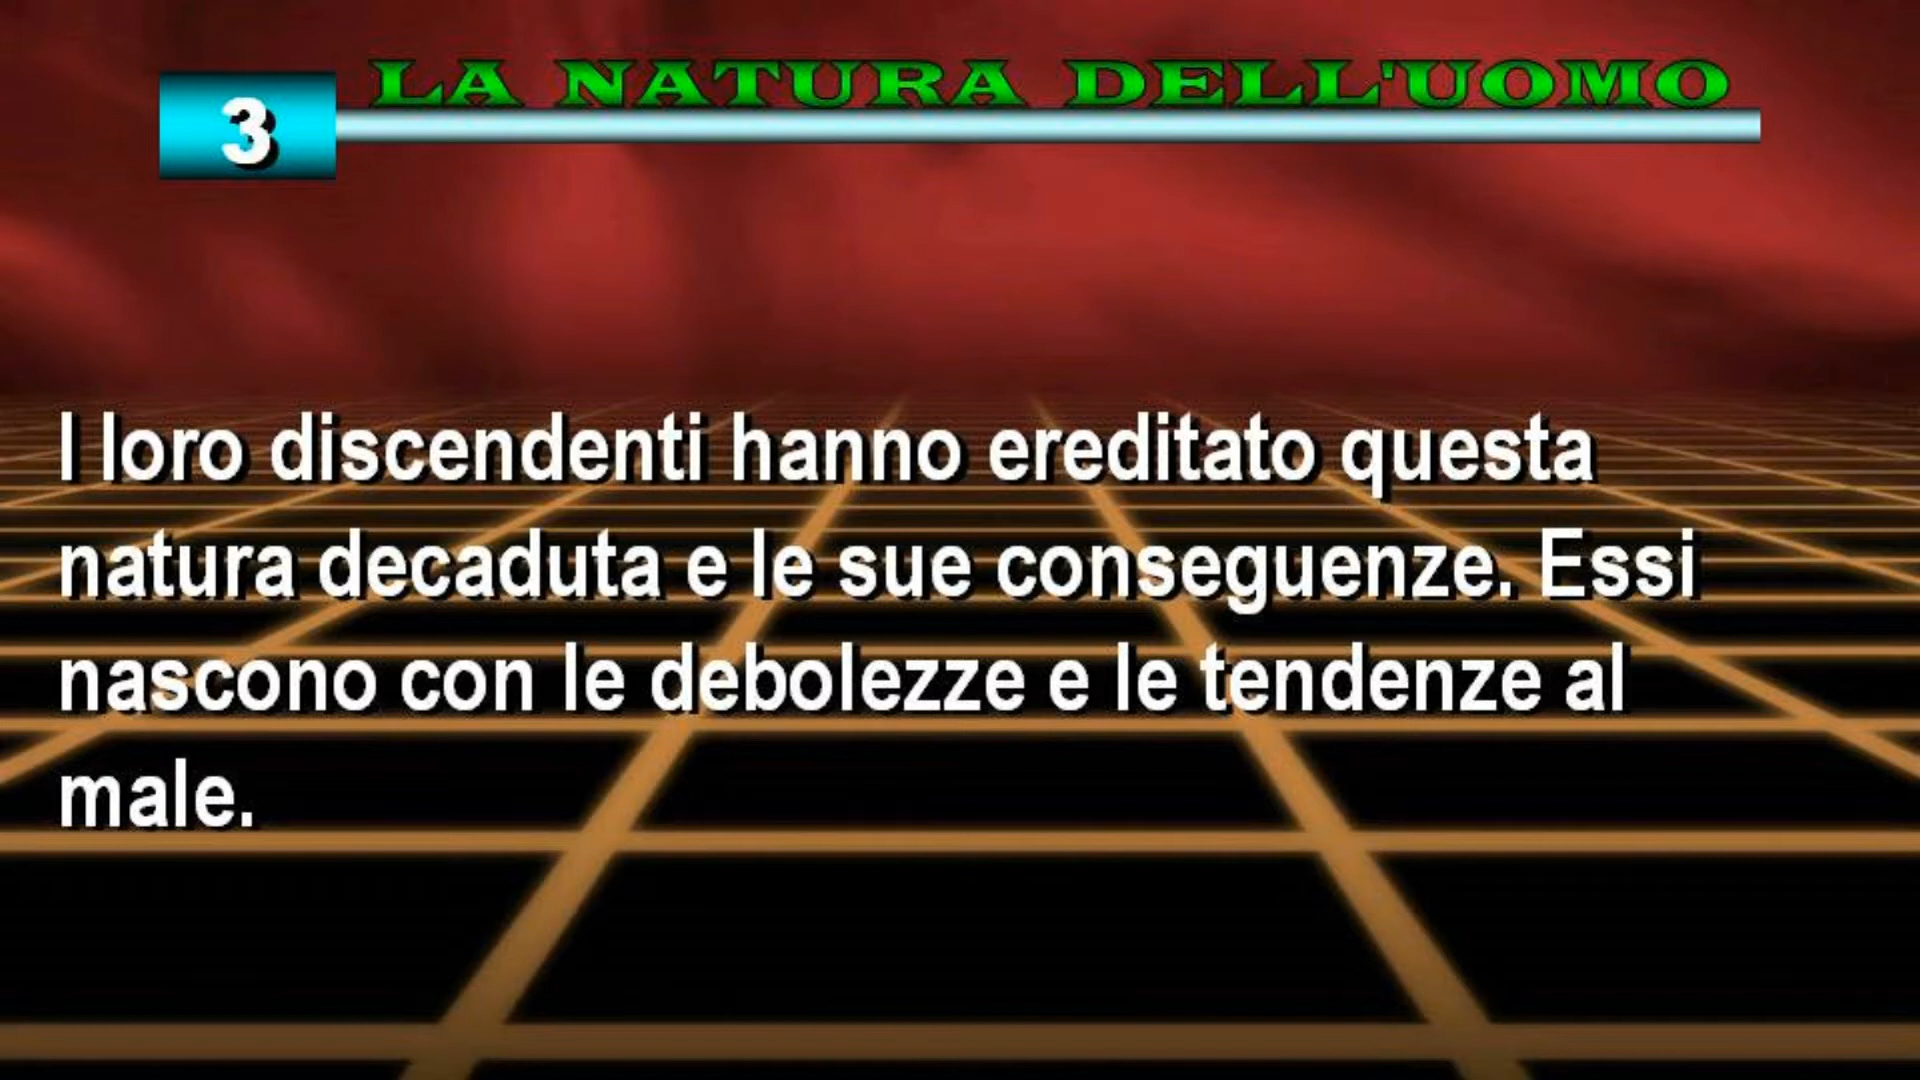 LA NATURA DELL'UOMO
3
I loro discendenti hanno ereditato questa
natura decaduta e le sue conseguenze. Essi
nascono con le debolezze e le tendenze al
male.